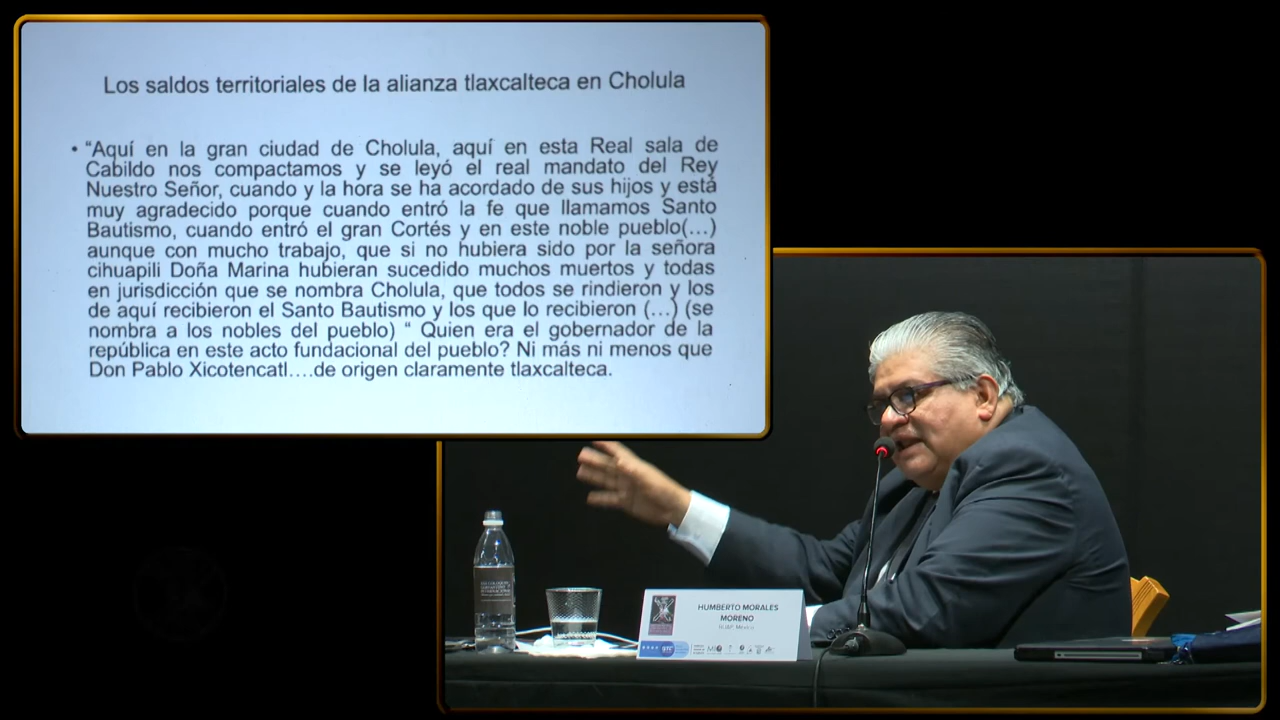 Los saldos territoriales de la alianza tlaxcalteca en Cholula
• “Aquí en la gran ciudad de Cholula, aquí en esta Real sala de
Cabildo nos compactamos y se leyó el real mandato del Rey
Nuestro Señor, cuando y la hora se ha acordado de sus hijos y está
muy agradecido porque cuando entró la fe que llamamos Santo
Bautismo, cuando entró el gran Cortés y en este noble pueblo(…)
aunque con mucho trabajo, que si no hubiera sido por la señora
cihuapili Doña Marina hubieran sucedido muchos muertos y todas
en jurisdicción que se nombra Cholula, que todos se rindieron y los
de aquí recibieron el Santo Bautismo y los que lo recibieron (…) (se
nombra a los nobles del pueblo) “ Quien era el gobernador de la
república en este acto fundacional del pueblo? Ni más ni menos que
Don Pablo Xicotencatl….de origen claramente tlaxcalteca.
HUMBERTO MORALES
MORENO
BUAP, México